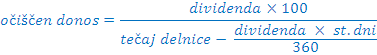 očiščen donos = dividenda × 100 / (tečaj delnice − dividenda × st.dni / 360)